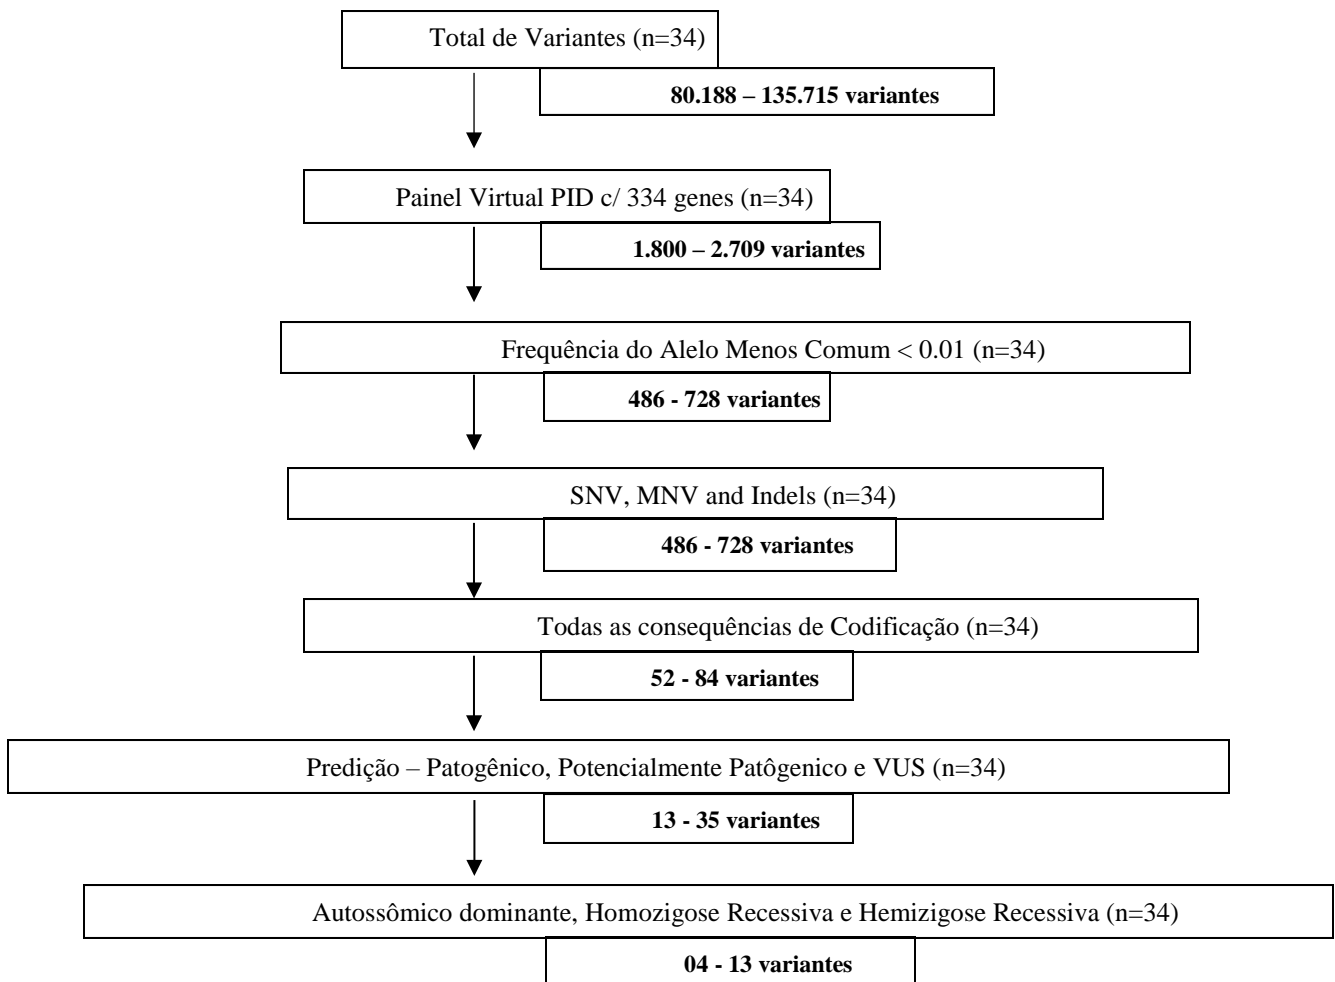 Total de Variantes (n=34)
80.188 – 135.715 variantes
Painel Virtual PID c/ 334 genes (n=34)
1.800 – 2.709 variantes
Frequência do Alelo Menos Comum < 0.01 (n=34)
486 - 728 variantes
SNV, MNV and Indels (n=34)
486 - 728 variantes
Todas as consequências de Codificação (n=34)
52 - 84 variantes
Predição – Patogênico, Potencialmente Patôgenico e VUS (n=34)
13 - 35 variantes
Autossômico dominante, Homozigose Recessiva e Hemizigose Recessiva (n=34)
04 - 13 variantes